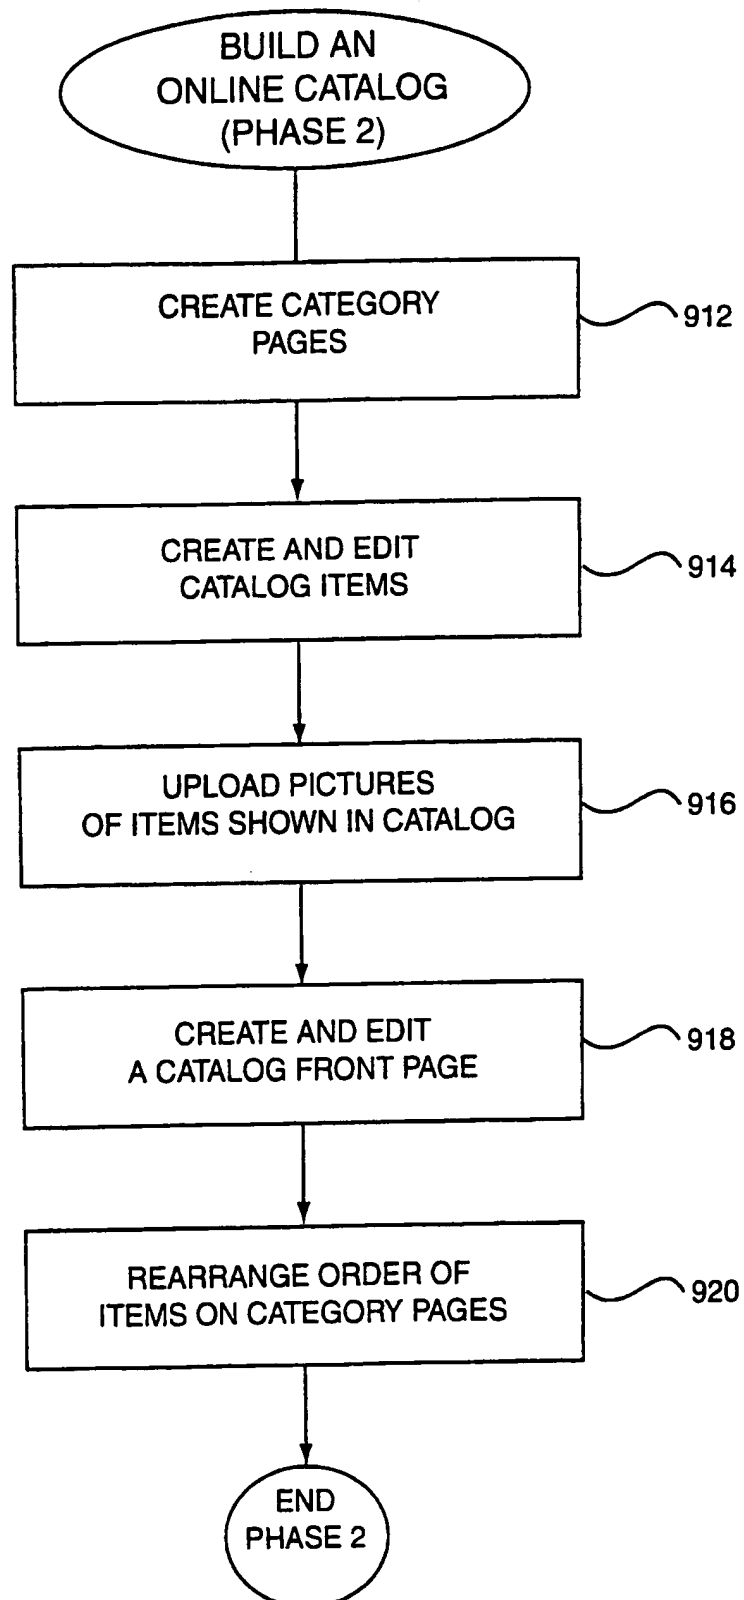 BUILD AN
ONLINE CATALOG
(PHASE 2)
CREATE CATEGORY
PAGES
912
CREATE AND EDIT
CATALOG ITEMS
914
UPLOAD PICTURES
OF ITEMS SHOWN IN CATALOG
916
CREATE AND EDIT
A CATALOG FRONT PAGE
918
REARRANGE ORDER OF
ITEMS ON CATEGORY PAGES
920
END
PHASE 2